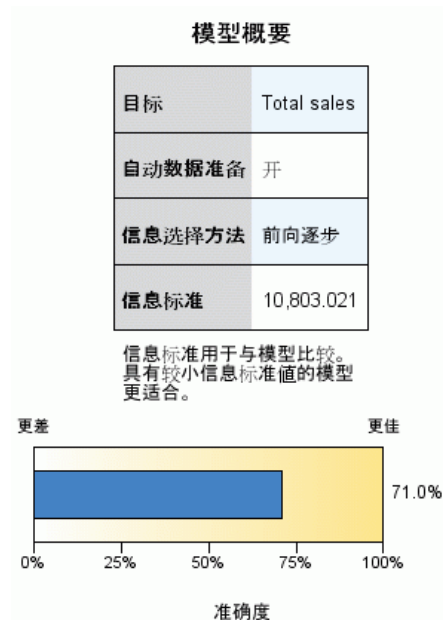 模型概要
目标 Total sales
自动数据准备 开
信息选择方法 前向逐步
信息标准 10,803.021
信息标准用于与模型比较。
具有较小信息标准値的模型
更适合。
更差 更佳
71.0%
0% 25% 50% 75% 100%
准确度